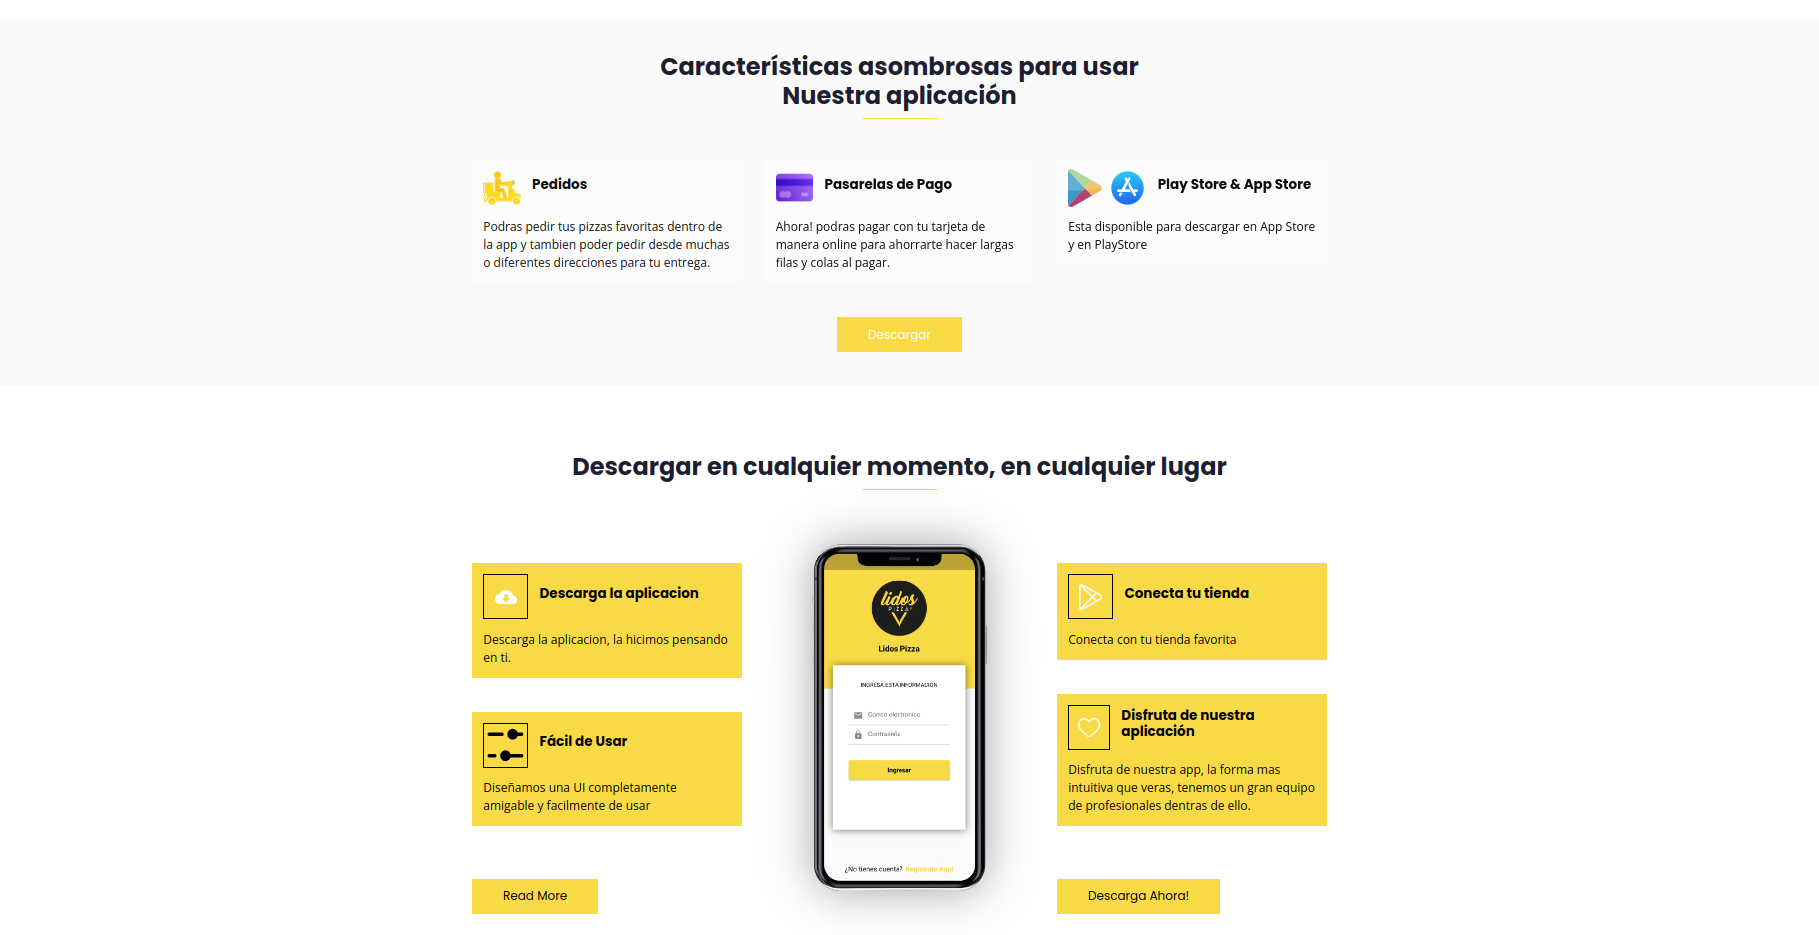 Características asombrosas para usar
Nuestra aplicación
Pedidos
Podras pedir tus pizzas favoritas dentro de
la app y tambien poder pedir desde muchas
o diferentes direcciones para tu entrega.
Pasarelas de Pago
Ahora! podras pagar con tu tarjeta de
manera online para ahorrarte hacer largas
filas y colas al pagar.
Play Store & App Store
Esta disponible para descargar en App Store
y en PlayStore
Descargar
Descargar en cualquier momento, en cualquier lugar
Descarga la aplicacion
Descarga la aplicacion, la hicimos pensando
en ti.
Fácil de Usar
Diseñamos una UI completamente
amigable y facilmente de usar
Read More
lidos
PIZZA
Lidos Pizza
INGRESA ESTA INFORMACION
Correo electronico
Contraseña
Ingresar
¿No tienes cuenta? Registrate Aqui
Conecta tu tienda
Conecta con tu tienda favorita
Disfruta de nuestra
aplicación
Disfruta de nuestra app, la forma mas
intuitiva que veras, tenemos un gran equipo
de profesionales dentras de ello.
Descarga Ahora!